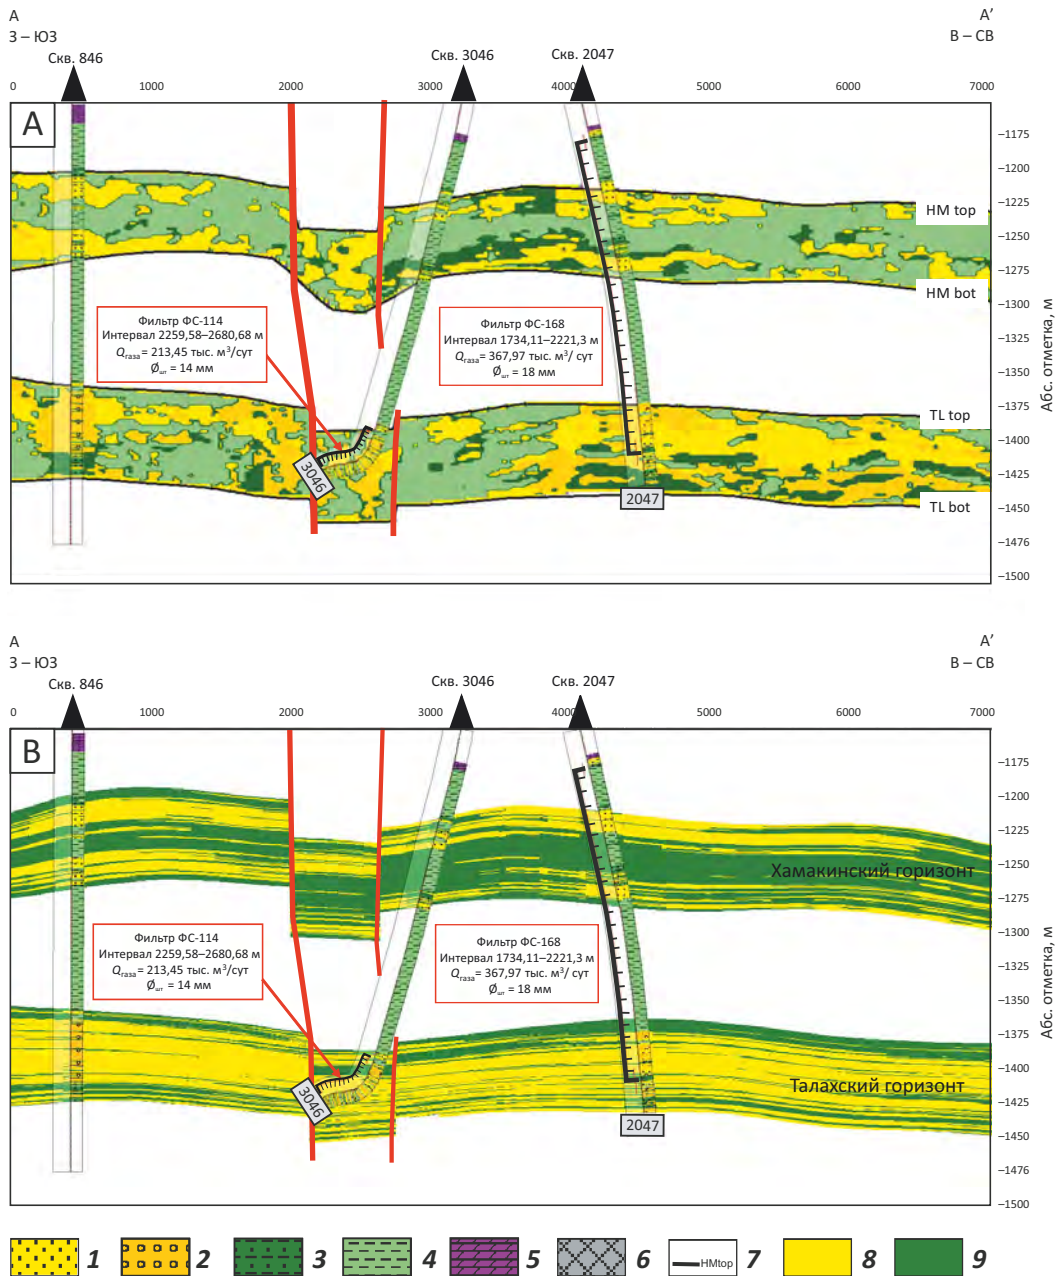 А А’
З – ЮЗ В – СВ
Скв. 846 Скв. 3046 Скв. 2047
0 1000 2000 3000 4000 5000 6000 7000
A
–1175
–1200
–1225
–1250
–1275
–1300
–1325
–1350
–1375
–1400
–1425
–1450
–1476
–1500
Абс. отметка, м
HM top
HM bot
TL top
TL bot
Фильтр ФС-114
Интервал 2259,58–2680,68 м
Qгаза = 213,45 тыс. м³/сут
Øшт = 14 мм
Фильтр ФС-168
Интервал 1734,11–2221,3 м
Qгаза = 367,97 тыс. м³/ сут
Øшт = 18 мм
3046
2047
А А’
З – ЮЗ В – СВ
Скв. 846 Скв. 3046 Скв. 2047
0 1000 2000 3000 4000 5000 6000 7000
B
–1175
–1200
–1225
–1250
–1275
–1300
–1325
–1350
–1375
–1400
–1425
–1450
–1476
–1500
Абс. отметка, м
Хамакинский горизонт
Талахский горизонт
Фильтр ФС-114
Интервал 2259,58–2680,68 м
Qгаза = 213,45 тыс. м³/сут
Øшт = 14 мм
Фильтр ФС-168
Интервал 1734,11–2221,3 м
Qгаза = 367,97 тыс. м³/ сут
Øшт = 18 мм
3046
2047
1 2 3 4 5 6 HMtop 7 8 9